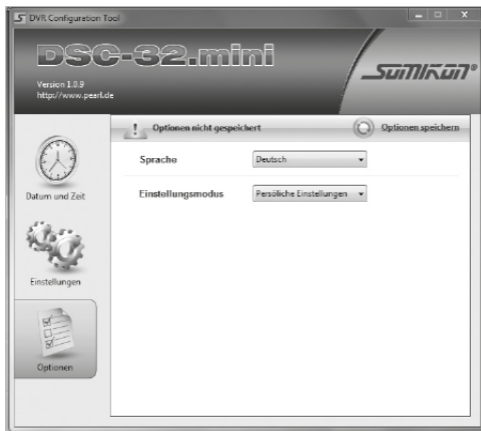 DVR Configuration Tool
DSC-32.mini
Version 1.0.9
http://www.pearl.de
Somikon®
Optionen nicht gespeichert
Optionen speichern
Sprache
Deutsch
Datum und Zeit
Einstellungsmodus
Persöliche Einstellungen
Einstellungen
Optionen